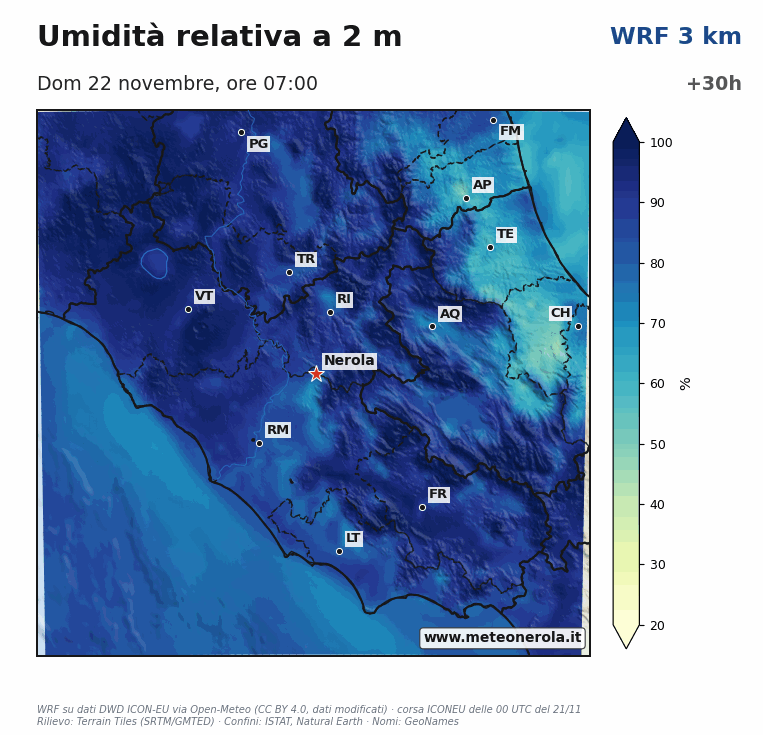 Umidità relativa a 2 m
WRF 3 km
Dom 22 novembre, ore 07:00
+30h
PG
FM
AP
TE
TR
VT
RI
AQ
CH
Nerola
RM
FR
LT
www.meteonerola.it
100
90
80
70
60
50
40
30
20
%
WRF su dati DWD ICON-EU via Open-Meteo (CC BY 4.0, dati modificati) · corsa ICONEU delle 00 UTC del 21/11
Rilievo: Terrain Tiles (SRTM/GMTED) · Confini: ISTAT, Natural Earth · Nomi: GeoNames